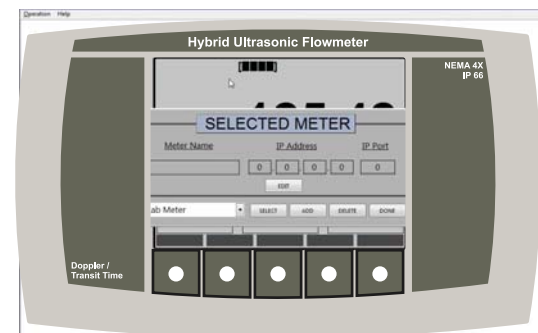 Operation Help
Hybrid Ultrasonic Flowmeter
NEMA 4X
IP 66
SELECTED METER
Meter Name IP Address IP Port
0 0 0 0 0
EDIT
ab Meter SELECT ADD DELETE DONE
Doppler /
Transit Time